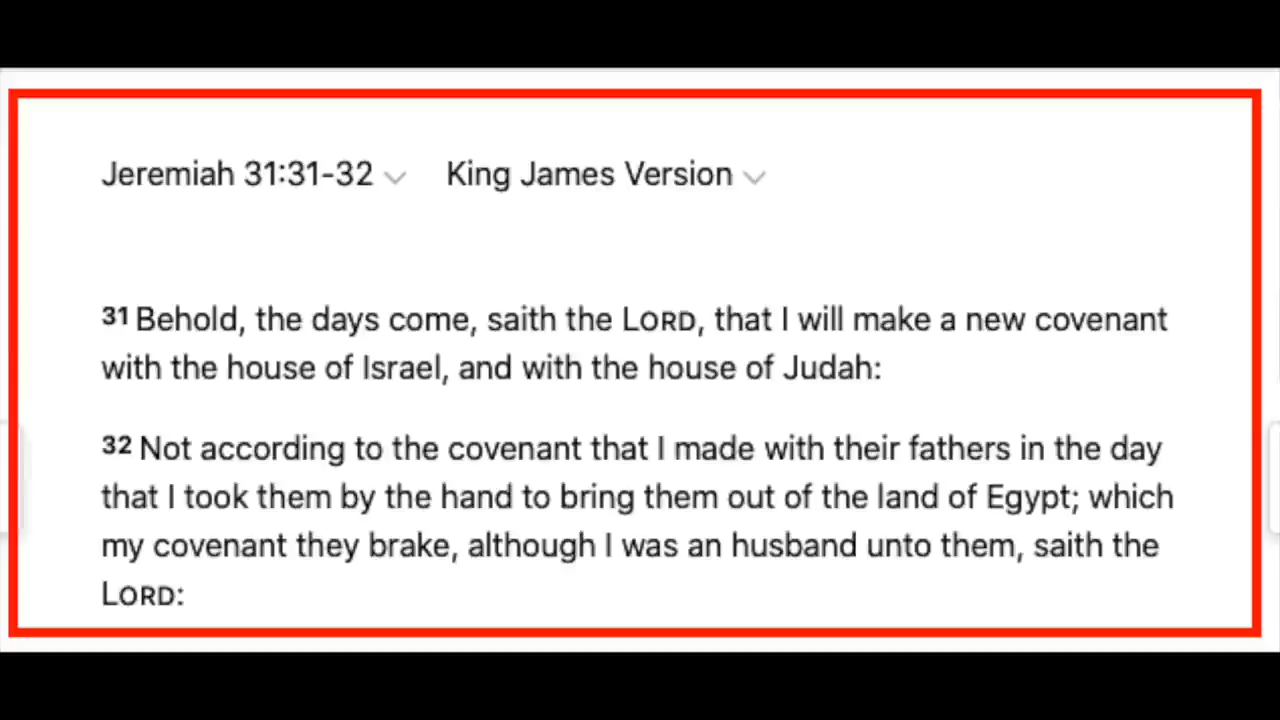 Jeremiah 31:31-32 King James Version
31 Behold, the days come, saith the LORD, that I will make a new covenant
with the house of Israel, and with the house of Judah:
32 Not according to the covenant that I made with their fathers in the day
that I took them by the hand to bring them out of the land of Egypt; which
my covenant they brake, although I was an husband unto them, saith the
LORD: